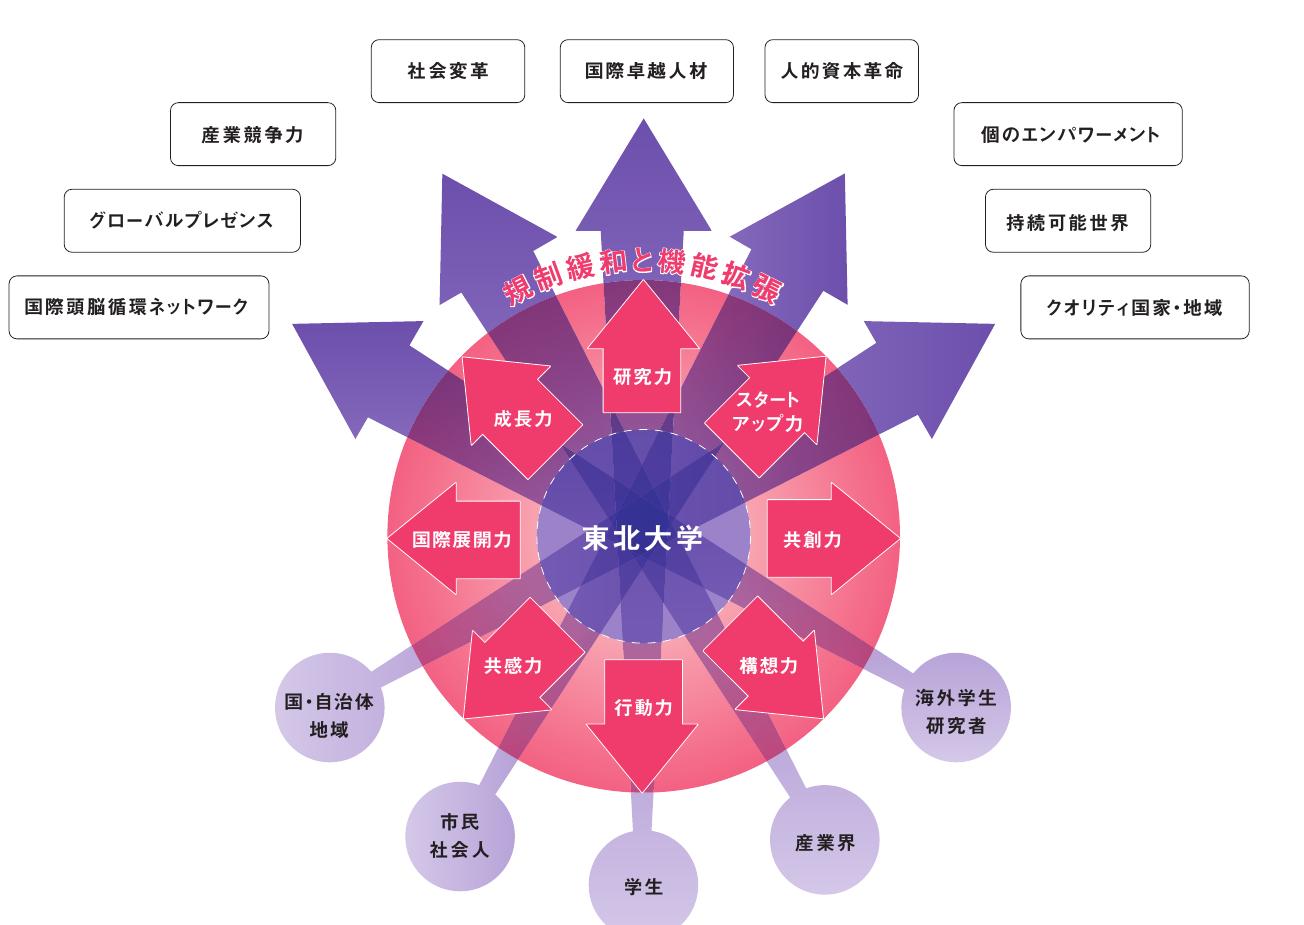 社会変革
国際卓越人材
人的資本革命
産業競争力
個のエンパワーメント
グローバルプレゼンス
持続可能世界
国際頭脳循環ネットワーク
クオリティ国家・地域
規制緩和と機能拡張
研究力
成長力
スタート
アップ力
国際展開力
東北大学
共創力
共感力
行動力
構想力
国・自治体
地域
海外学生
研究者
市民
社会人
産業界
学生